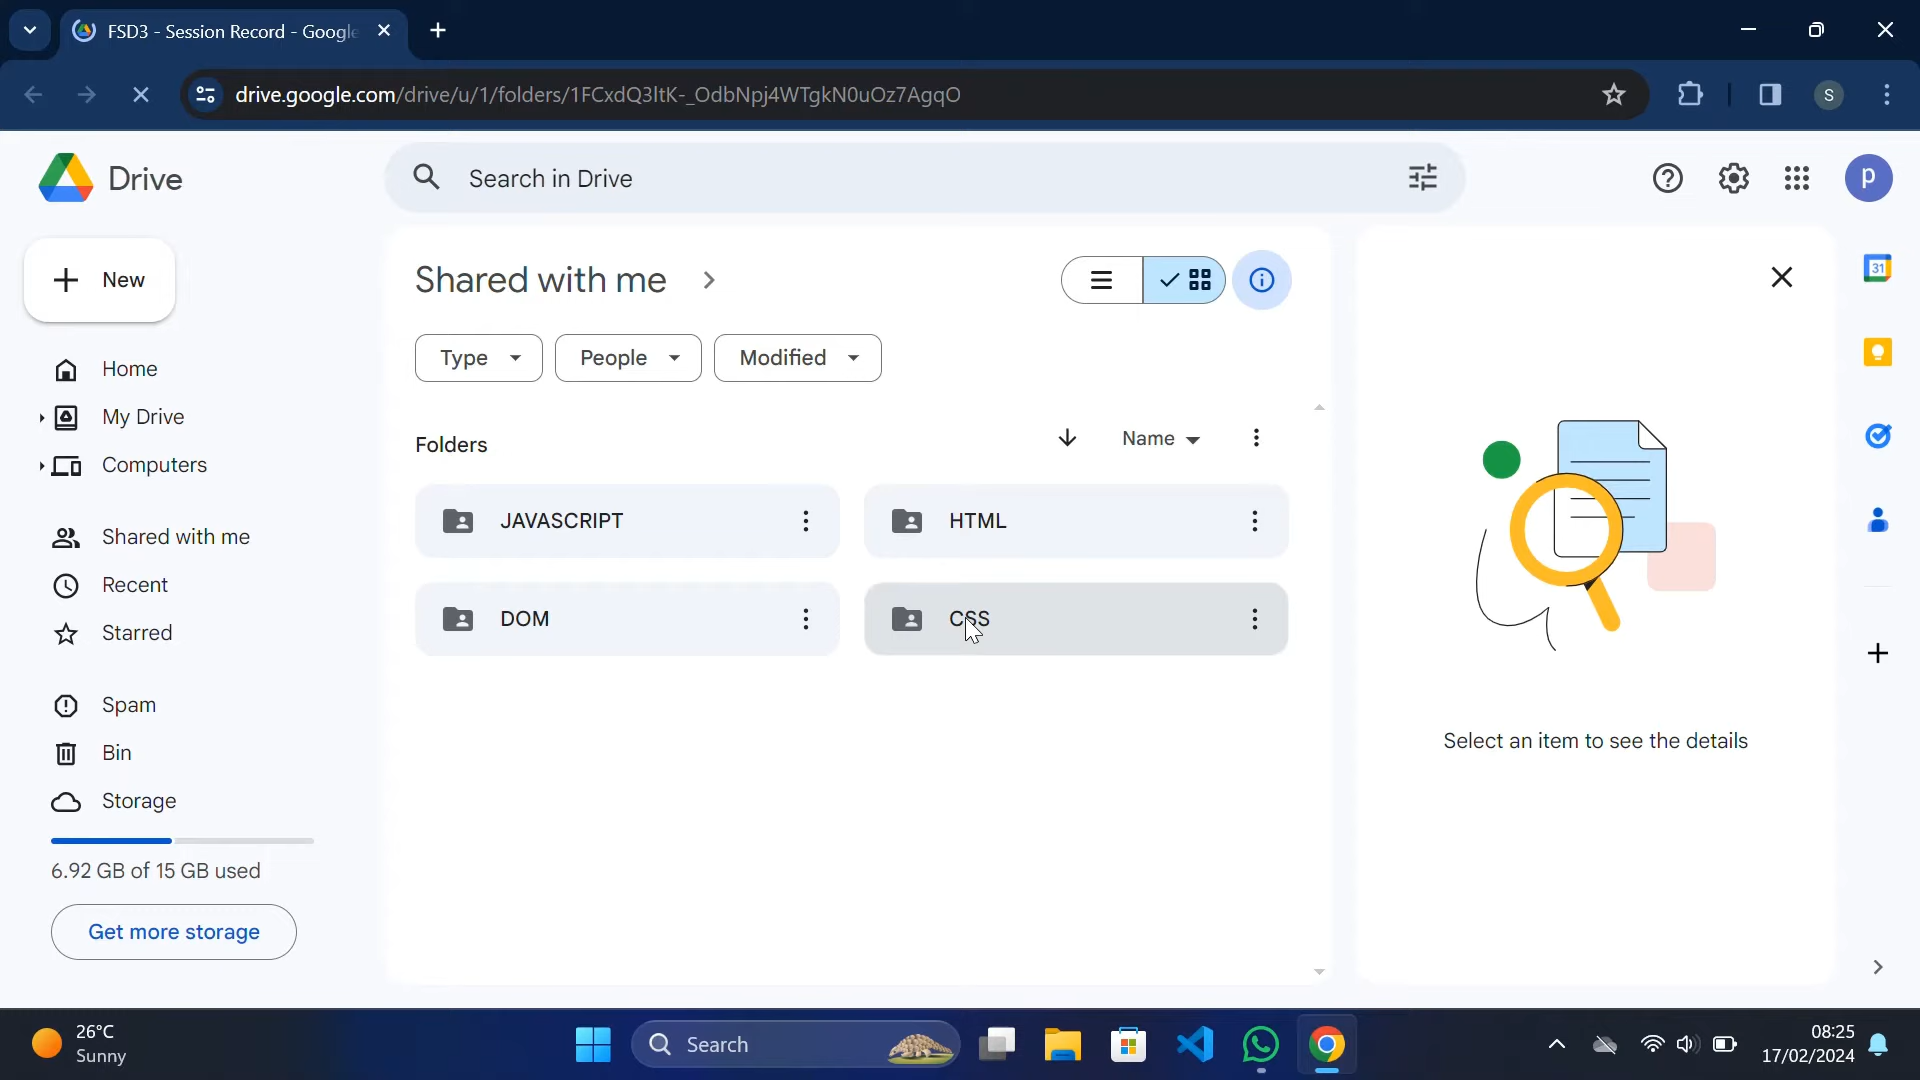 FSD3 - Session Record - Google
drive.google.com/drive/u/1/folders/1FCxdQ3ItK-_OdbNpj4WTgkN0uOz7AgqO
S
Drive
Search in Drive
p
New
Shared with me
31
Type
People
Modified
Home
My Drive
Computers
Folders
Name
JAVASCRIPT
HTML
Shared with me
Recent
Starred
DOM
CSS
Spam
Bin
Storage
Select an item to see the details
6.92 GB of 15 GB used
Get more storage
26°C
Sunny
Search
08:25
17/02/2024